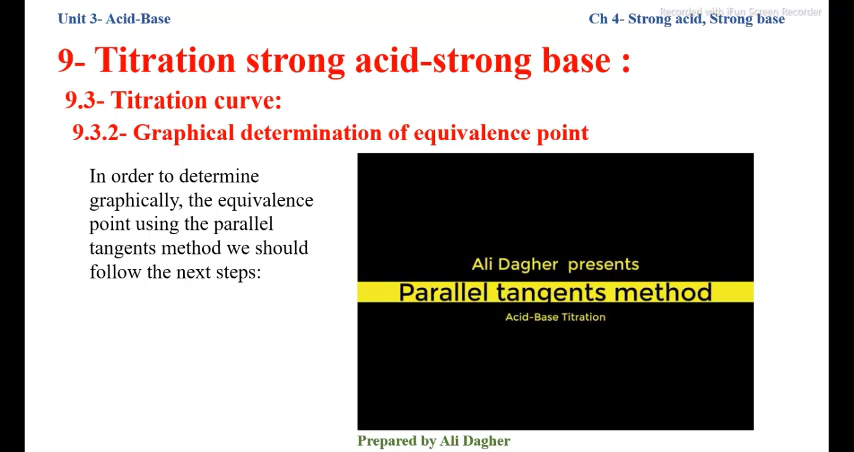 Recorded with iFun Screen Recorder
Unit 3- Acid-Base
Ch 4- Strong acid, Strong base
9- Titration strong acid-strong base :
9.3- Titration curve:
9.3.2- Graphical determination of equivalence point
In order to determine
graphically, the equivalence
point using the parallel
tangents method we should
follow the next steps:
Ali Dagher presents
Parallel tangents method
Acid-Base Titration
Prepared by Ali Dagher